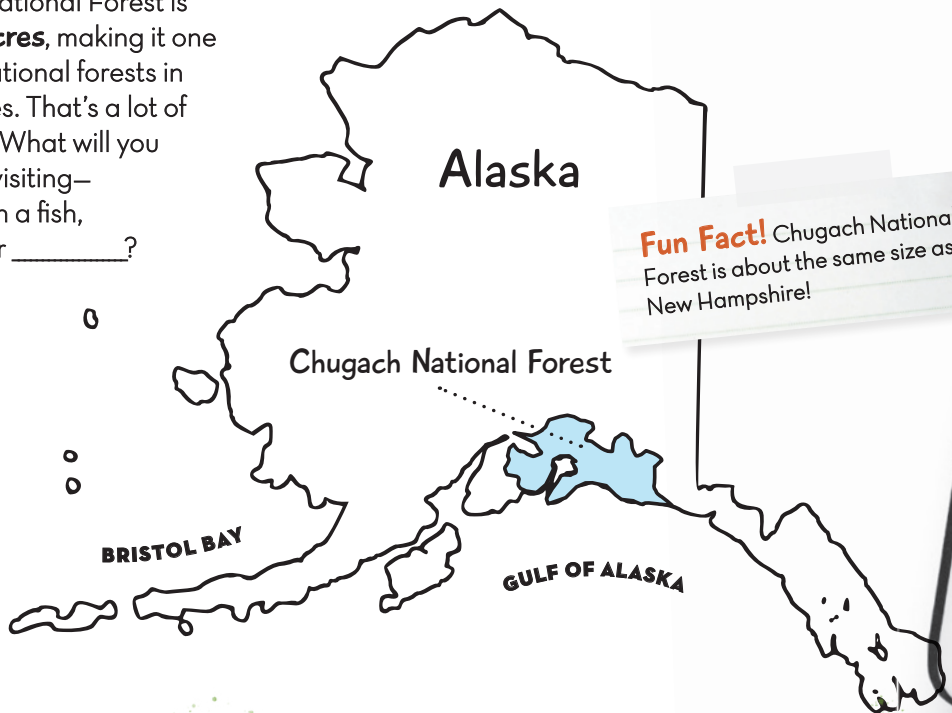 ational Forest is
cres, making it one
ational forests in
es. That's a lot of
What will you
visiting—
n a fish,
r ____________?
Alaska
Fun Fact! Chugach Nationa
Forest is about the same size as
New Hampshire!
Chugach National Forest
BRISTOL BAY
GULF OF ALASKA